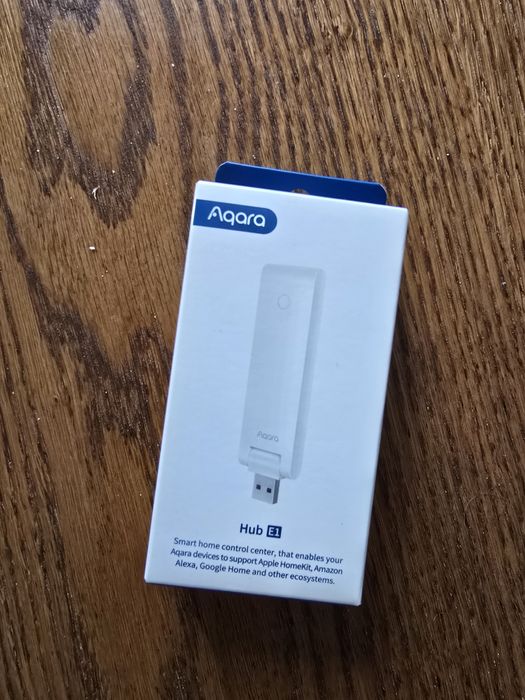 Aqara
Aqara
Hub E1
Smart home control center, that enables your
Aqara devices to support Apple HomeKit, Amazon
Alexa, Google Home and other ecosystems.